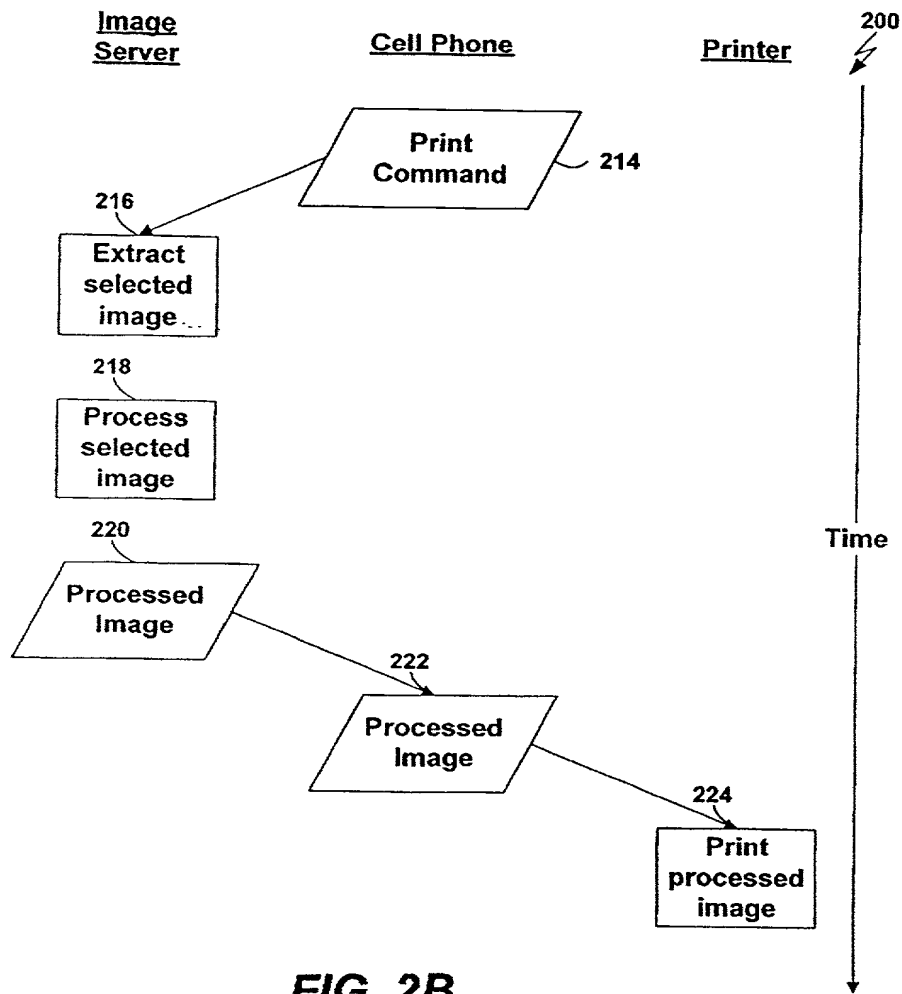 Image
Server
Cell Phone
Printer
200
Print
Command
214
216
Extract
selected
image
218
Process
selected
image
220
Time
Processed
Image
222
Processed
Image
224
Print
processed
image
FIG. 2B